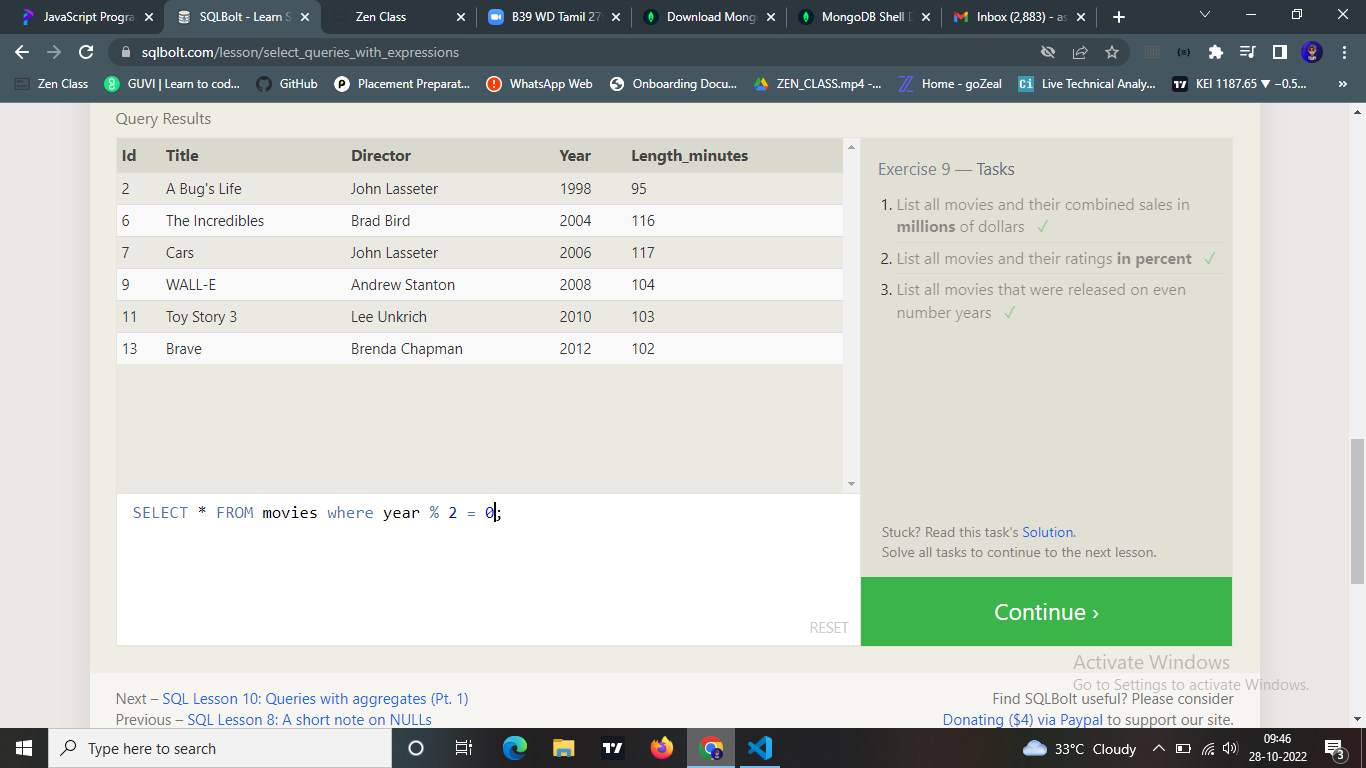 JavaScript Progra
SQLBolt - Learn S
Zen Class
B39 WD Tamil 27
Download Mong
MongoDB Shell D
Inbox (2,883) - as
sqlbolt.com/lesson/select_queries_with_expressions
Zen Class
GUVI | Learn to cod...
GitHub
Placement Preparat...
WhatsApp Web
Onboarding Docu...
ZEN_CLASS.mp4 -...
Home - goZeal
Live Technical Analy...
KEI 1187.65 ▼ −0.5...
Query Results
Id Title Director Year Length_minutes
2 A Bug's Life John Lasseter 1998 95
6 The Incredibles Brad Bird 2004 116
7 Cars John Lasseter 2006 117
9 WALL-E Andrew Stanton 2008 104
11 Toy Story 3 Lee Unkrich 2010 103
13 Brave Brenda Chapman 2012 102
SELECT * FROM movies where year % 2 = 0;
RESET
Exercise 9 — Tasks
1. List all movies and their combined sales in
millions of dollars ✓
2. List all movies and their ratings in percent ✓
3. List all movies that were released on even
number years ✓
Stuck? Read this task's Solution.
Solve all tasks to continue to the next lesson.
Continue ›
Activate Windows
Go to Settings to activate Windows.
Next – SQL Lesson 10: Queries with aggregates (Pt. 1)
Previous – SQL Lesson 8: A short note on NULLs
Find SQLBolt useful? Please consider
Donating ($4) via Paypal to support our site.
Type here to search
33°C Cloudy
09:46
28-10-2022
3